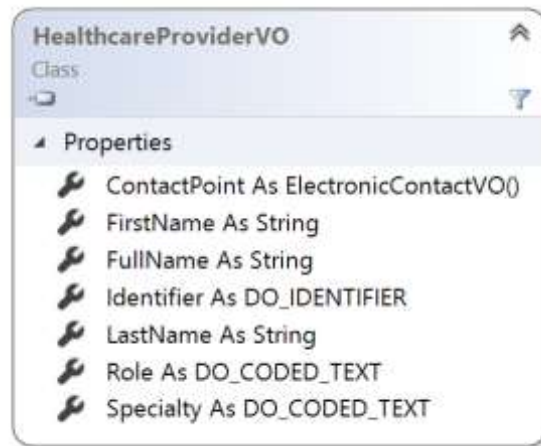 HealthcareProviderVO
Class
Properties
ContactPoint As ElectronicContactVO()
FirstName As String
FullName As String
Identifier As DO_IDENTIFIER
LastName As String
Role As DO_CODED_TEXT
Specialty As DO_CODED_TEXT